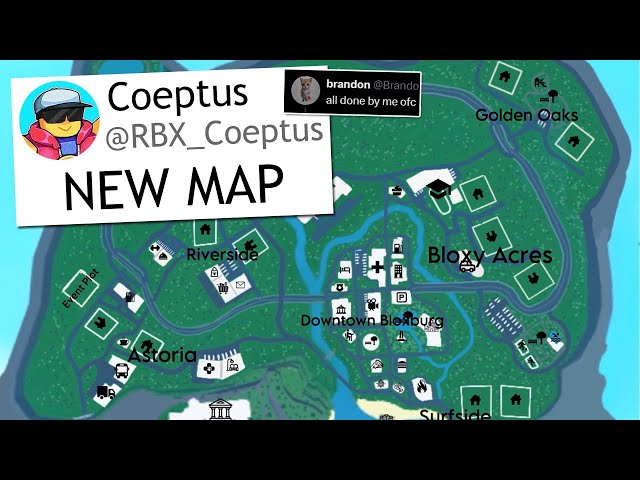 Coeptus
@RBX_Coeptus
NEW MAP
brandon @Brando
all done by me ofc
Golden Oaks
Riverside
Bloxy Acres
Event Plot
Downtown Bloxburg
Astoria
Surfside
P